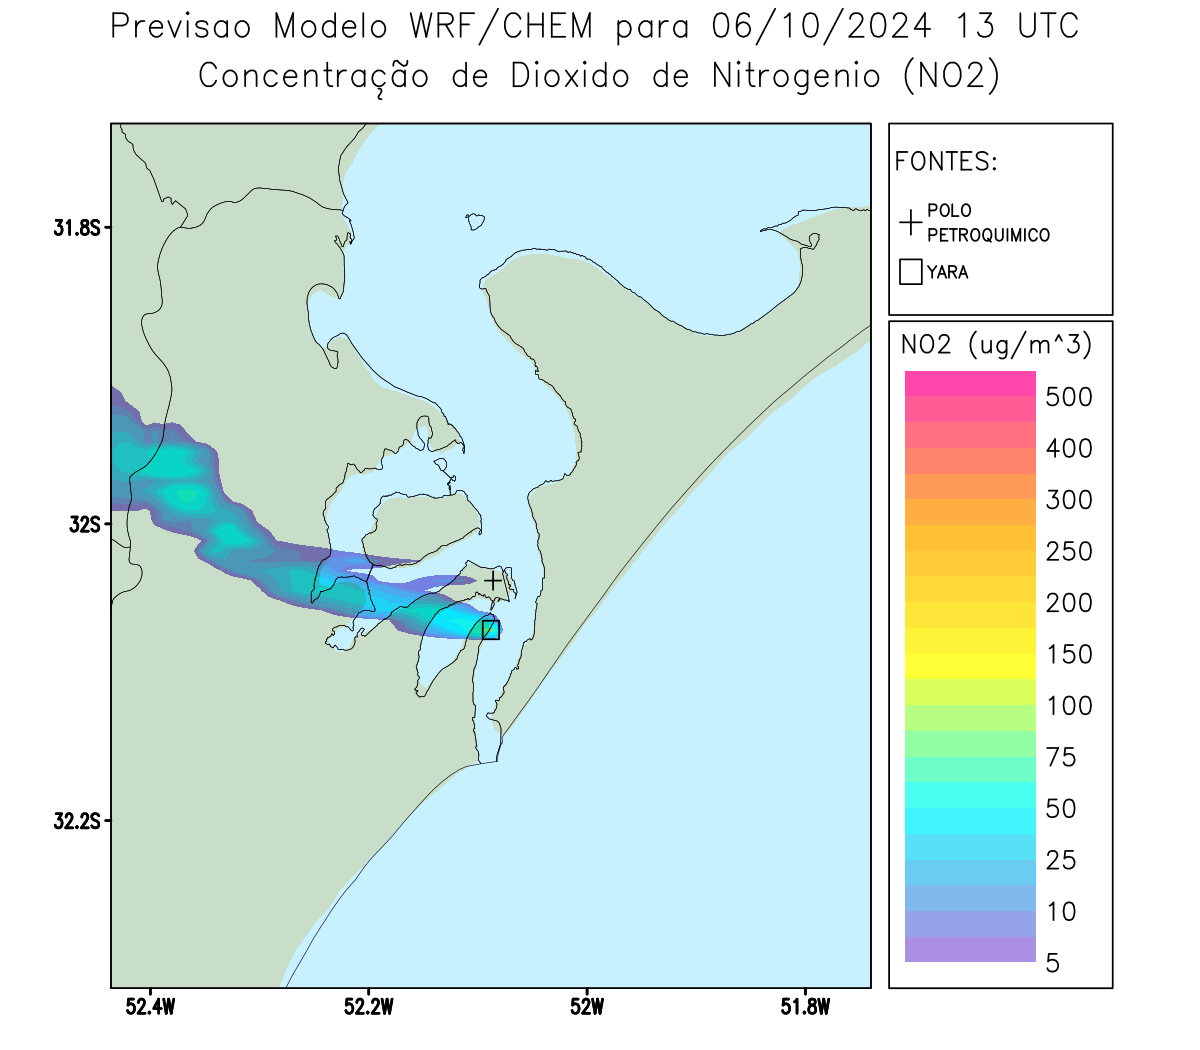 Previsao Modelo WRF/CHEM para 06/10/2024 13 UTC
Concentração de Dioxido de Nitrogenio (NO2)
FONTES:
POLO
PETROQUIMICO
YARA
NO2 (ug/m^3)
500
400
300
250
200
150
100
75
50
25
10
5
31.8S
32S
32.2S
52.4W
52.2W
52W
51.8W